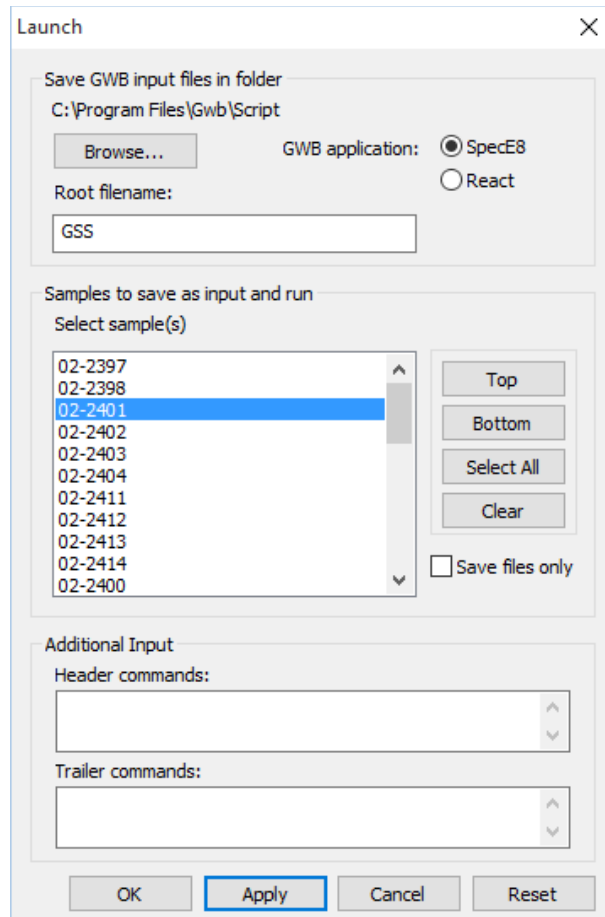 Launch
Save GWB input files in folder
C:\Program Files\Gwb\Script
Browse...
GWB application:
SpecE8
React
Root filename:
GSS
Samples to save as input and run
Select sample(s)
02-2397
02-2398
02-2401
02-2402
02-2403
02-2404
02-2411
02-2412
02-2413
02-2414
02-2400
Top
Bottom
Select All
Clear
Save files only
Additional Input
Header commands:
Trailer commands:
OK
Apply
Cancel
Reset